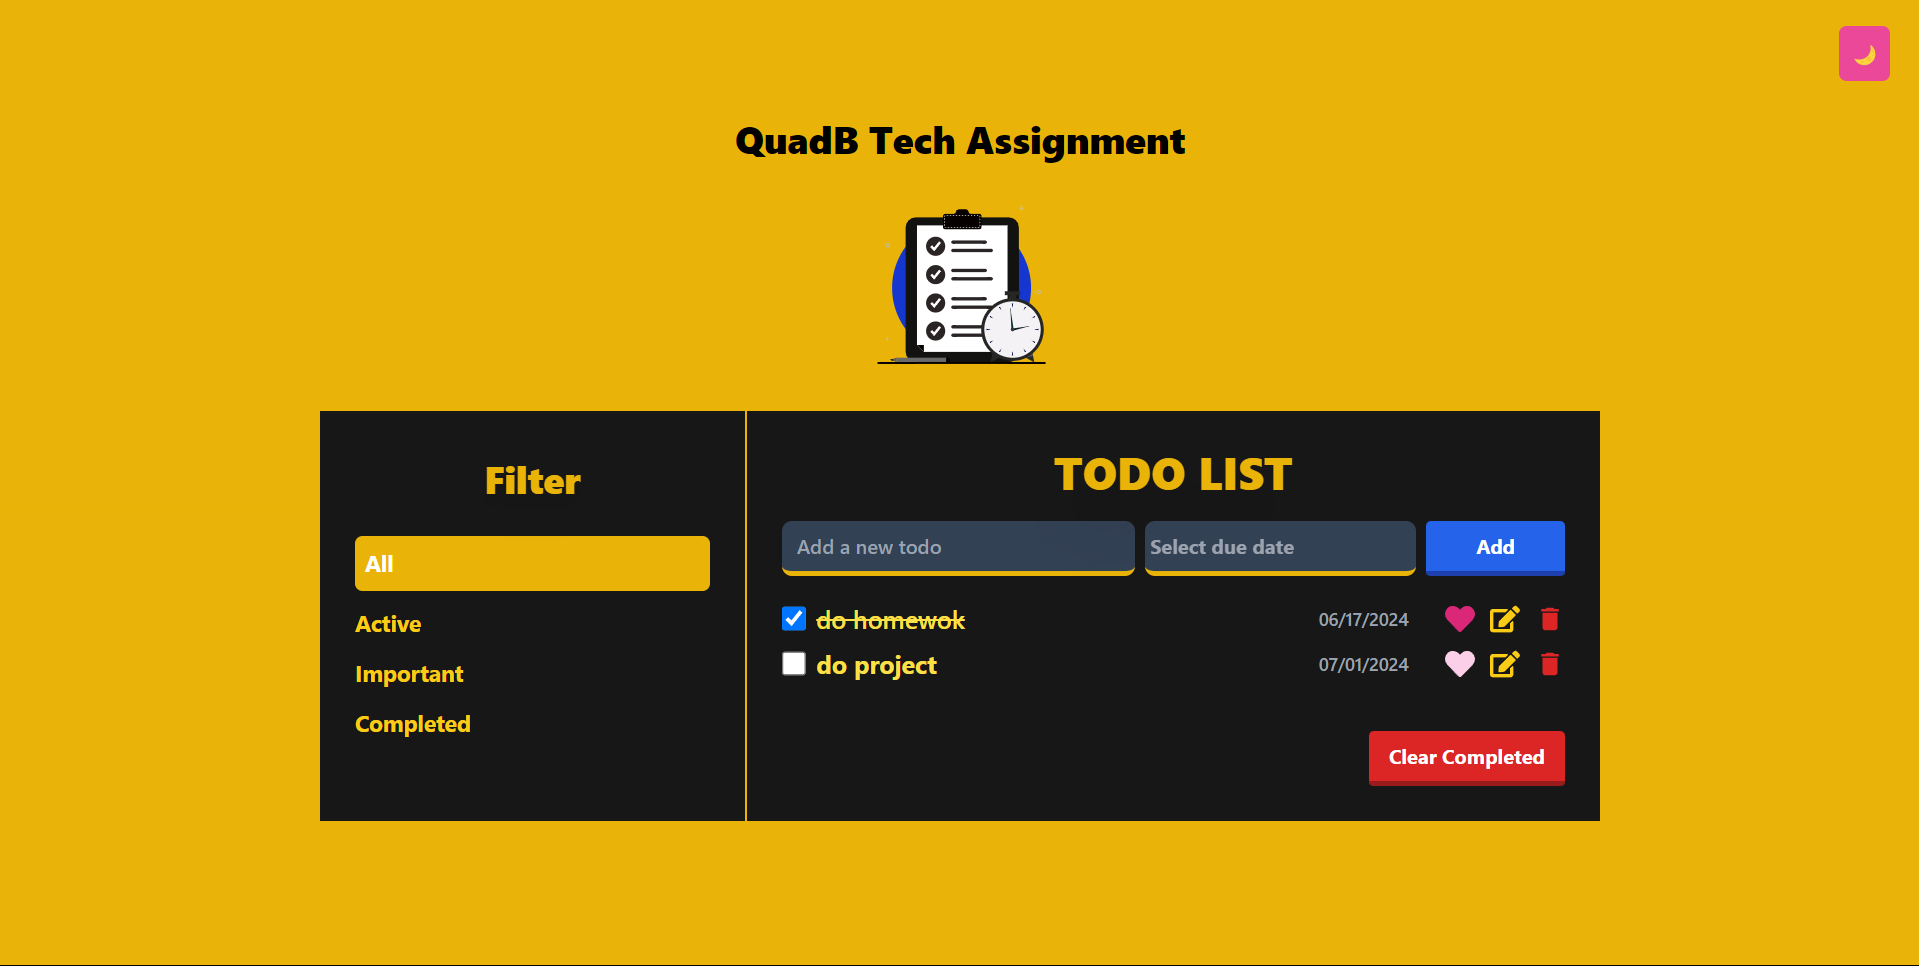 QuadB Tech Assignment
Filter
All
Active
Important
Completed
TODO LIST
Add a new todo Select due date Add
do homewok 06/17/2024
do project 07/01/2024
Clear Completed